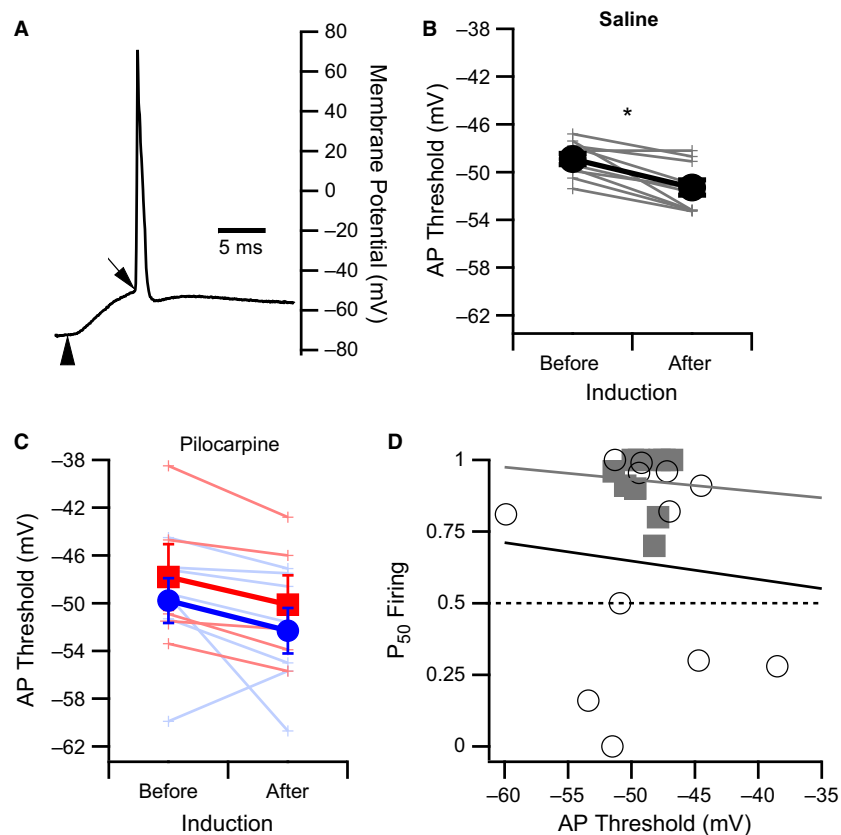 A
80
60
40
20
0
−20
−40
−60
−80
Membrane Potential (mV)
5 ms
B
Saline
−38
−42
−46
−50
−54
−58
−62
AP Threshold (mV)
*
Before
After
Induction
C
Pilocarpine
−38
−42
−46
−50
−54
−58
−62
AP Threshold (mV)
Before
After
Induction
D
1
0.75
0.5
0.25
0
P50 Firing
−60
−55
−50
−45
−40
−35
AP Threshold (mV)